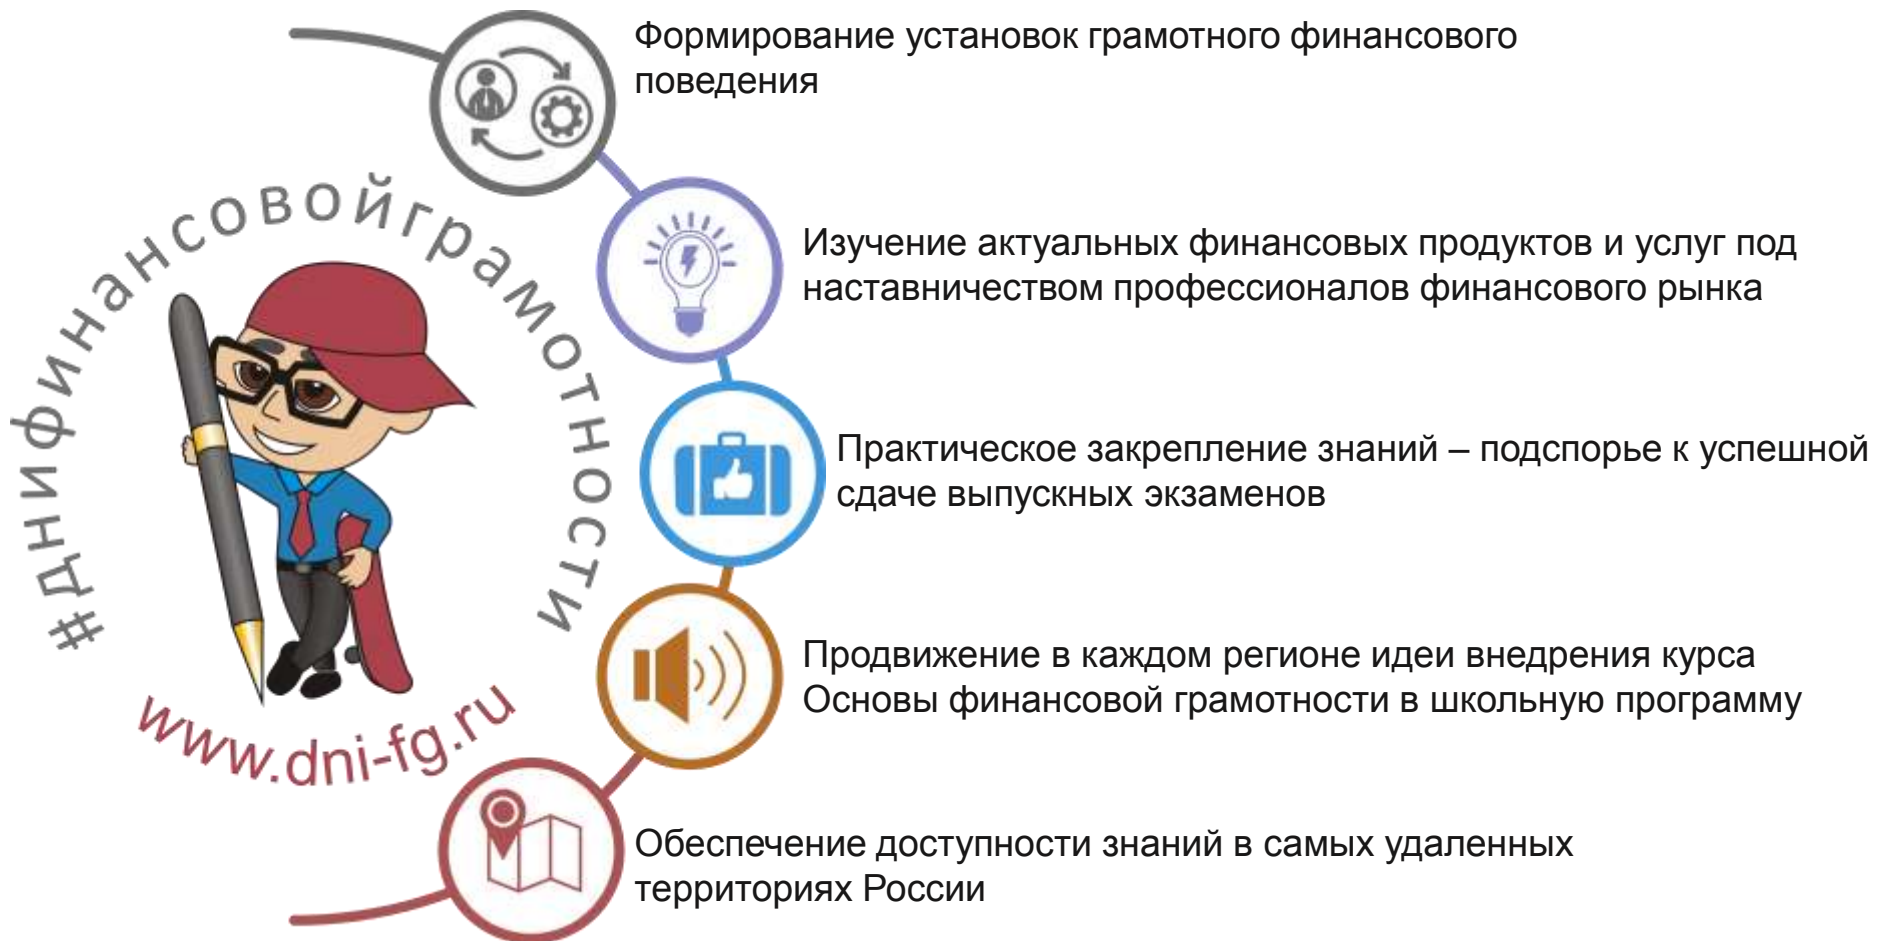 Формирование установок грамотного финансового
поведения
#днифинансовойграмотности
Изучение актуальных финансовых продуктов и услуг под
наставничеством профессионалов финансового рынка
Практическое закрепление знаний – подспорье к успешной
сдаче выпускных экзаменов
Продвижение в каждом регионе идеи внедрения курса
Основы финансовой грамотности в школьную программу
www.dni-fg.ru
Обеспечение доступности знаний в самых удаленных
территориях России